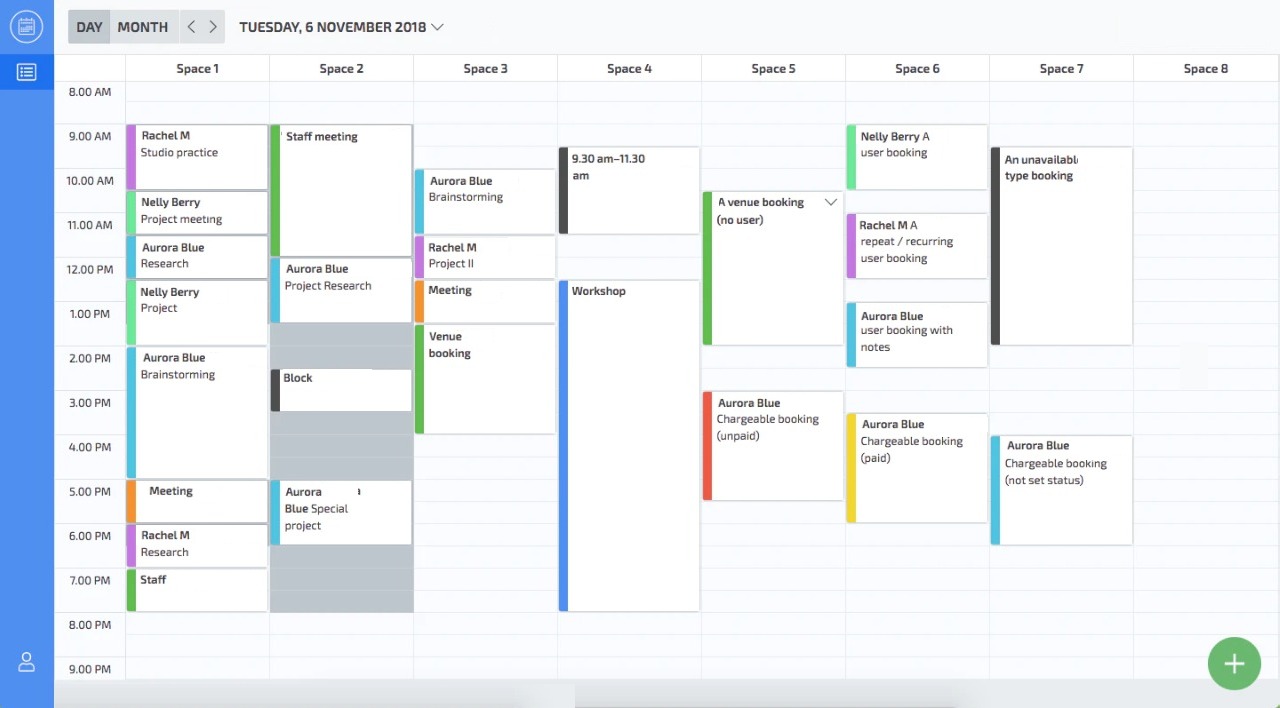 DAY MONTH TUESDAY, 6 NOVEMBER 2018
Space 1 Space 2 Space 3 Space 4 Space 5 Space 6 Space 7 Space 8
8.00 AM
9.00 AM
10.00 AM
11.00 AM
12.00 PM
1.00 PM
2.00 PM
3.00 PM
4.00 PM
5.00 PM
6.00 PM
7.00 PM
8.00 PM
9.00 PM
Rachel M
Studio practice
Nelly Berry
Project meeting
Aurora Blue
Research
Nelly Berry
Project
Aurora Blue
Brainstorming
Meeting
Rachel M
Research
Staff
Staff meeting
Aurora Blue
Project Research
Block
Aurora
Blue Special
project
Aurora Blue
Brainstorming
Rachel M
Project II
Meeting
Venue
booking
9.30 am–11.30
am
Workshop
A venue booking
(no user)
Aurora Blue
Chargeable booking
(unpaid)
Nelly Berry A
user booking
Rachel M A
repeat / recurring
user booking
Aurora Blue
user booking with
notes
Aurora Blue
Chargeable booking
(paid)
An unavailable
type booking
Aurora Blue
Chargeable booking
(not set status)